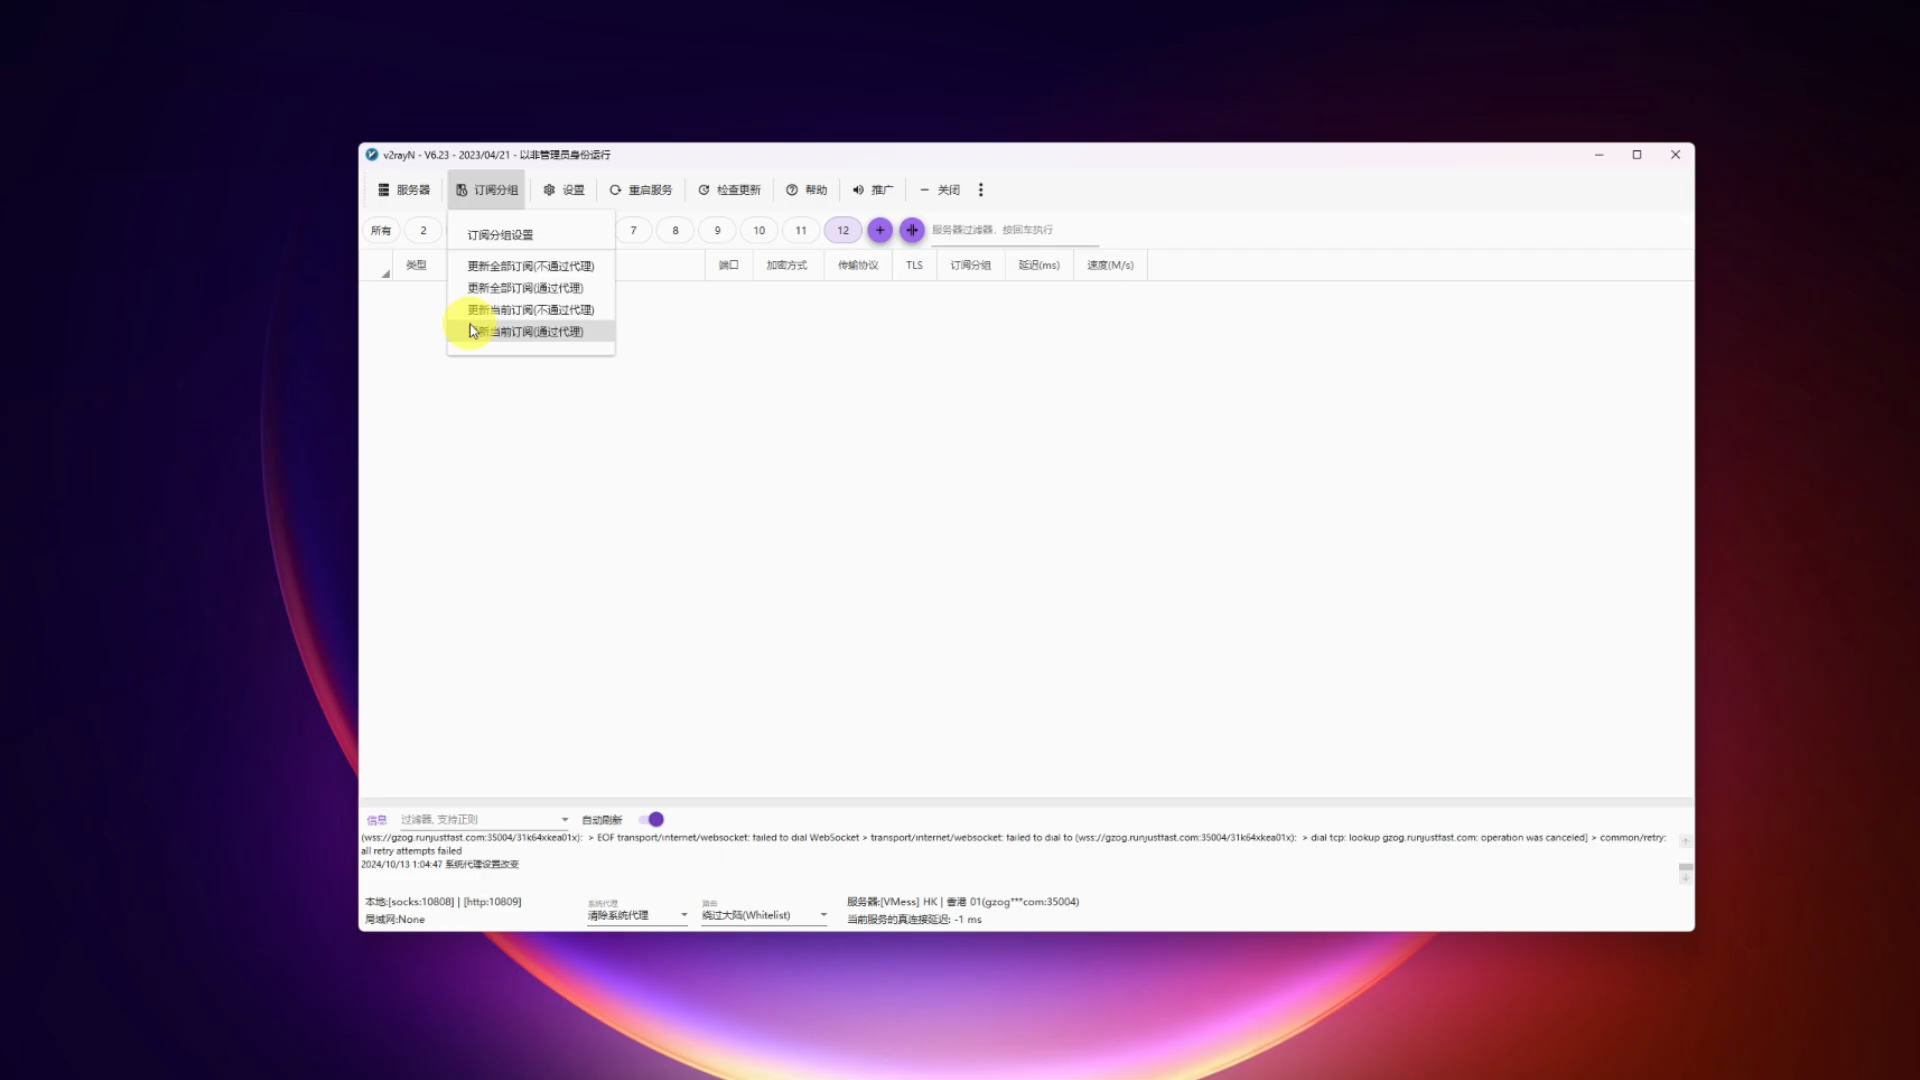 v2rayN - V6.23 - 2023/04/21 - 以非管理员身份运行
服务器 订阅分组 设置 重启服务 检查更新 帮助 推广 关闭
所有 2 7 8 9 10 11 12 服务器过滤器，按回车执行
订阅分组设置
类型 端口 加密方式 传输协议 TLS 订阅分组 延迟(ms) 速度(M/s)
更新全部订阅(不通过代理)
更新全部订阅(通过代理)
更新当前订阅(不通过代理)
更新当前订阅(通过代理)
信息 过滤器, 支持正则 自动刷新
(wss://gzog.runjustfast.com:35004/31k64xkea01x): > EOF transport/internet/websocket: failed to dial WebSocket > transport/internet/websocket: failed to dial to (wss://gzog.runjustfast.com:35004/31k64xkea01x): > dial tcp: lookup gzog.runjustfast.com: operation was canceled] > common/retry:
all retry attempts failed
2024/10/13 1:04:47 系统代理设置改变
本地:[socks:10808] | [http:10809] 系统代理 路由 服务器:[VMess] HK | 香港 01(gzog***com:35004)
清除系统代理 绕过大陆(Whitelist)
局域网:None 当前服务的真连接延迟: -1 ms